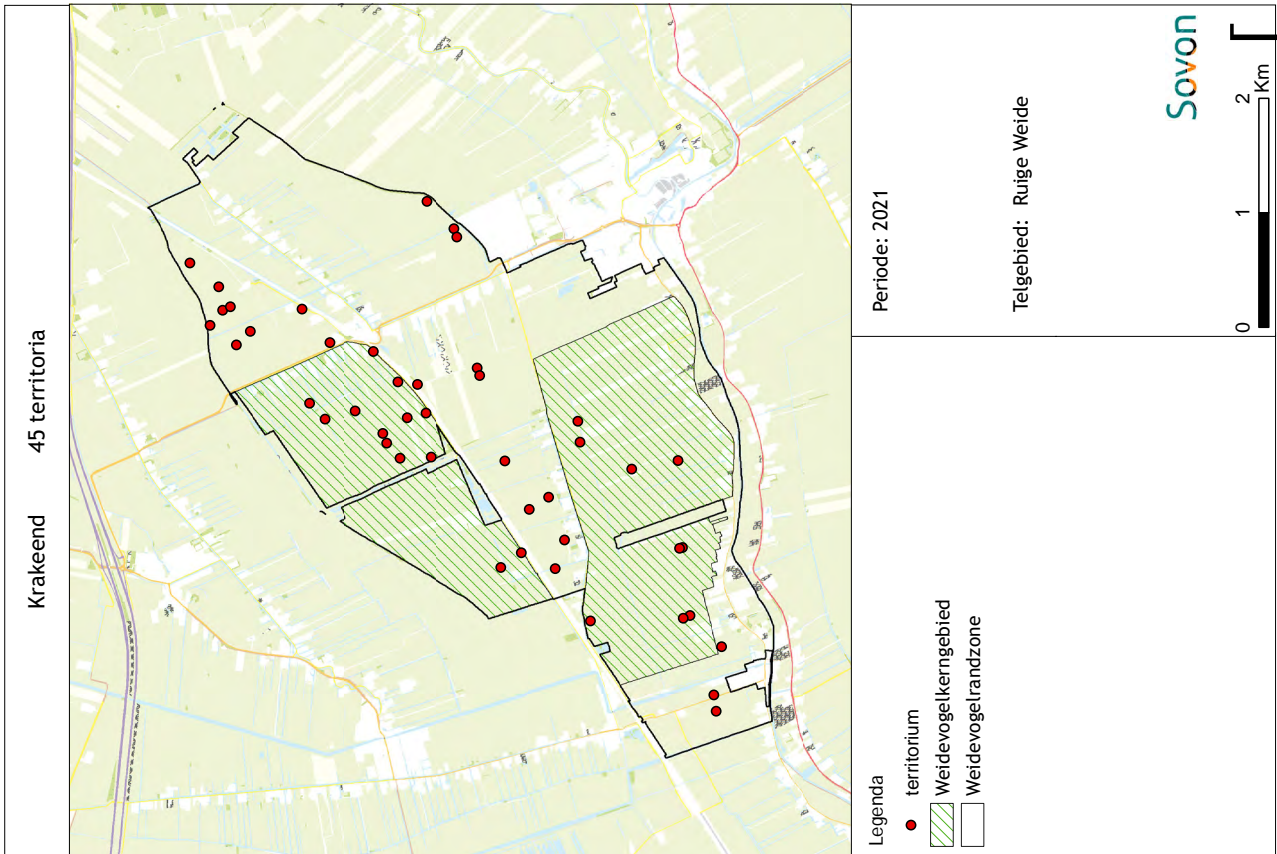 Krakeend 45 territoria
Legenda
territorium
Weidevogelkerngebied
Weidevogelrandzone
Periode: 2021
Telgebied: Ruige Weide
Sovon
0 1 2 Km